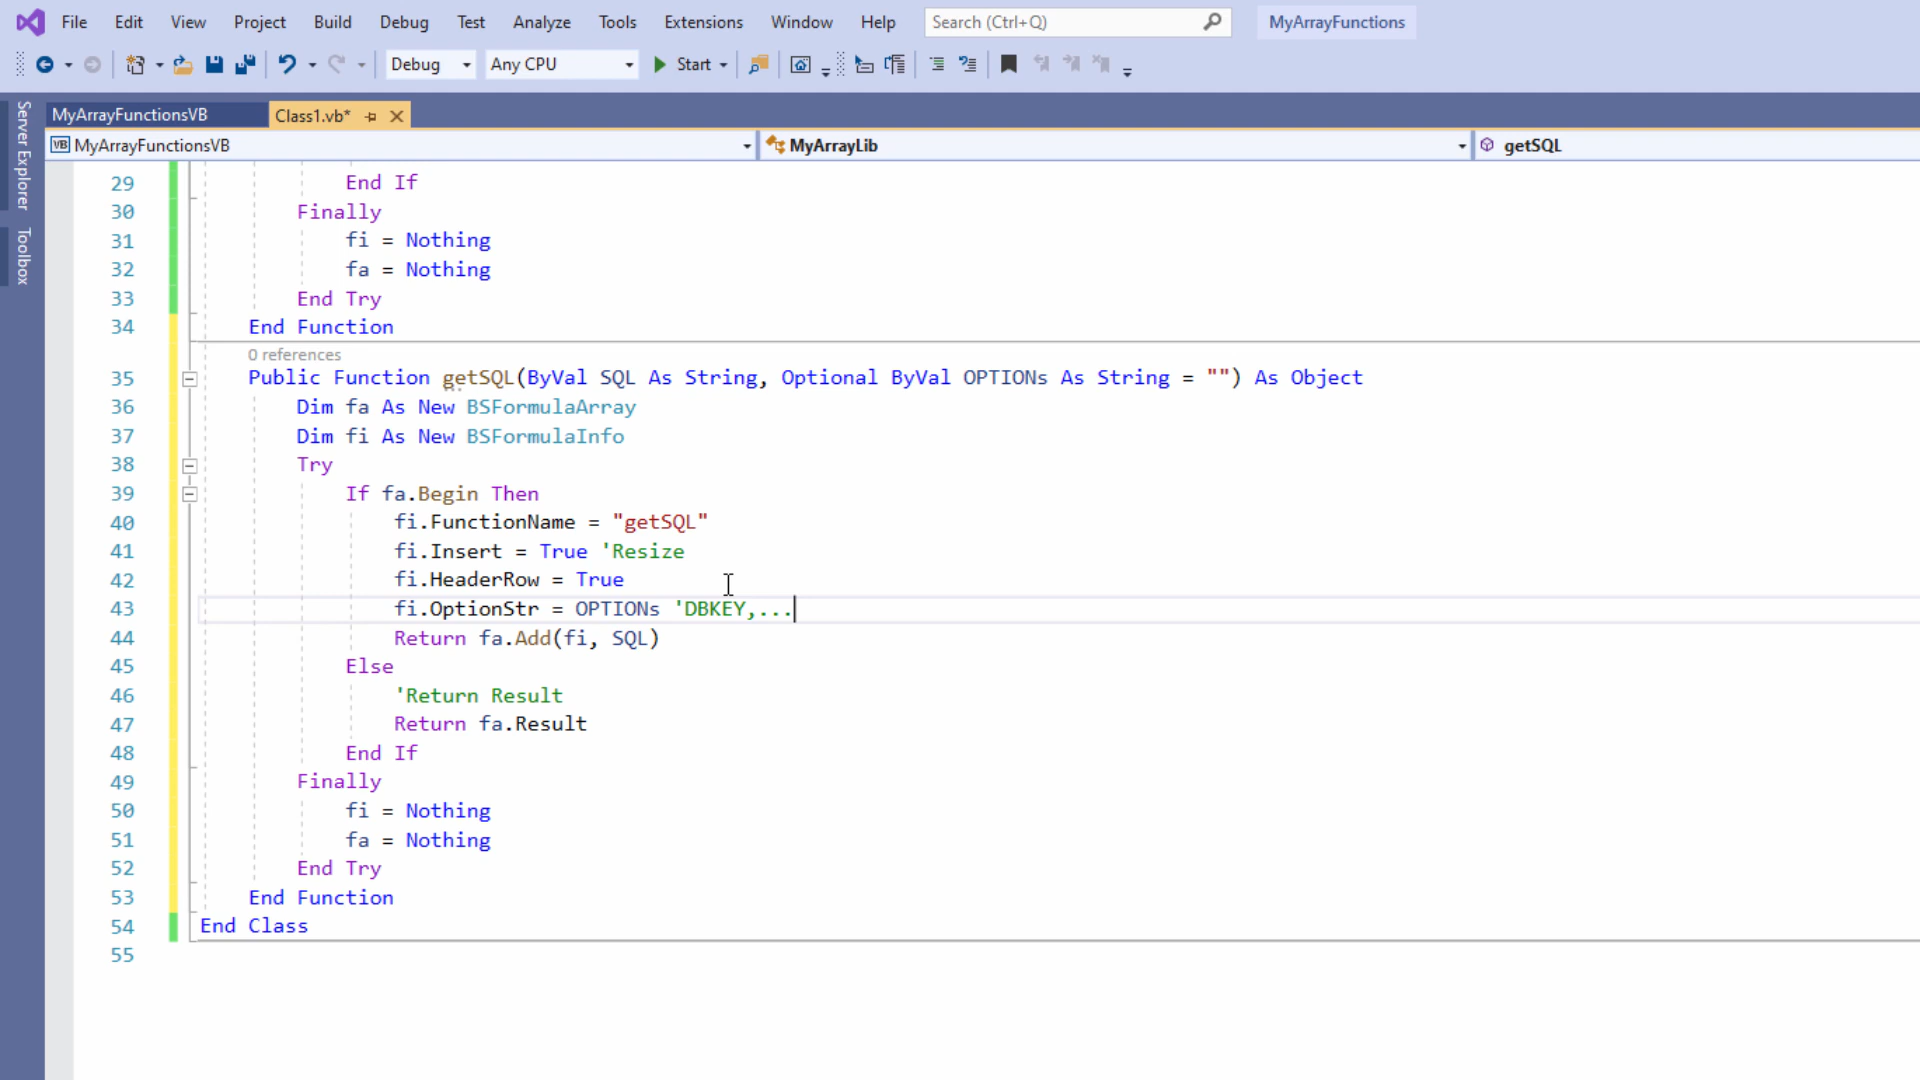 File Edit View Project Build Debug Test Analyze Tools Extensions Window Help Search (Ctrl+Q) MyArrayFunctions
Debug Any CPU Start
Server Explorer
Toolbox
MyArrayFunctionsVB Class1.vb*
VB MyArrayFunctionsVB MyArrayLib getSQL
29 End If
30 Finally
31 fi = Nothing
32 fa = Nothing
33 End Try
34 End Function
0 references
35 Public Function getSQL(ByVal SQL As String, Optional ByVal OPTIONs As String = "") As Object
36 Dim fa As New BSFormulaArray
37 Dim fi As New BSFormulaInfo
38 Try
39 If fa.Begin Then
40 fi.FunctionName = "getSQL"
41 fi.Insert = True 'Resize
42 fi.HeaderRow = True
43 fi.OptionStr = OPTIONs 'DBKEY,...
44 Return fa.Add(fi, SQL)
45 Else
46 'Return Result
47 Return fa.Result
48 End If
49 Finally
50 fi = Nothing
51 fa = Nothing
52 End Try
53 End Function
54 End Class
55